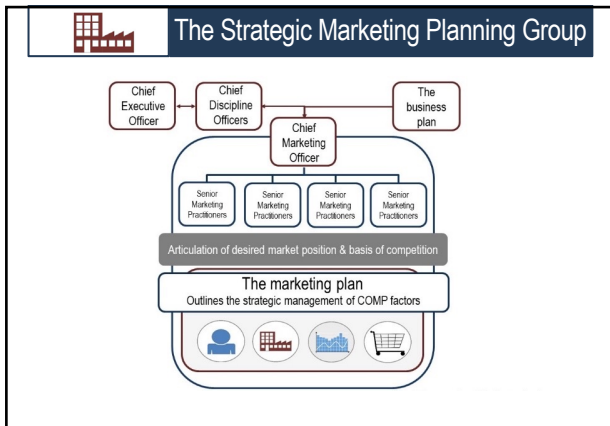 The Strategic Marketing Planning Group
Chief
Executive
Officer
Chief
Discipline
Officers
The
business
plan
Chief
Marketing
Officer
Senior
Marketing
Practitioners
Senior
Marketing
Practitioners
Senior
Marketing
Practitioners
Senior
Marketing
Practitioners
Articulation of desired market position & basis of competition
The marketing plan
Outlines the strategic management of COMP factors